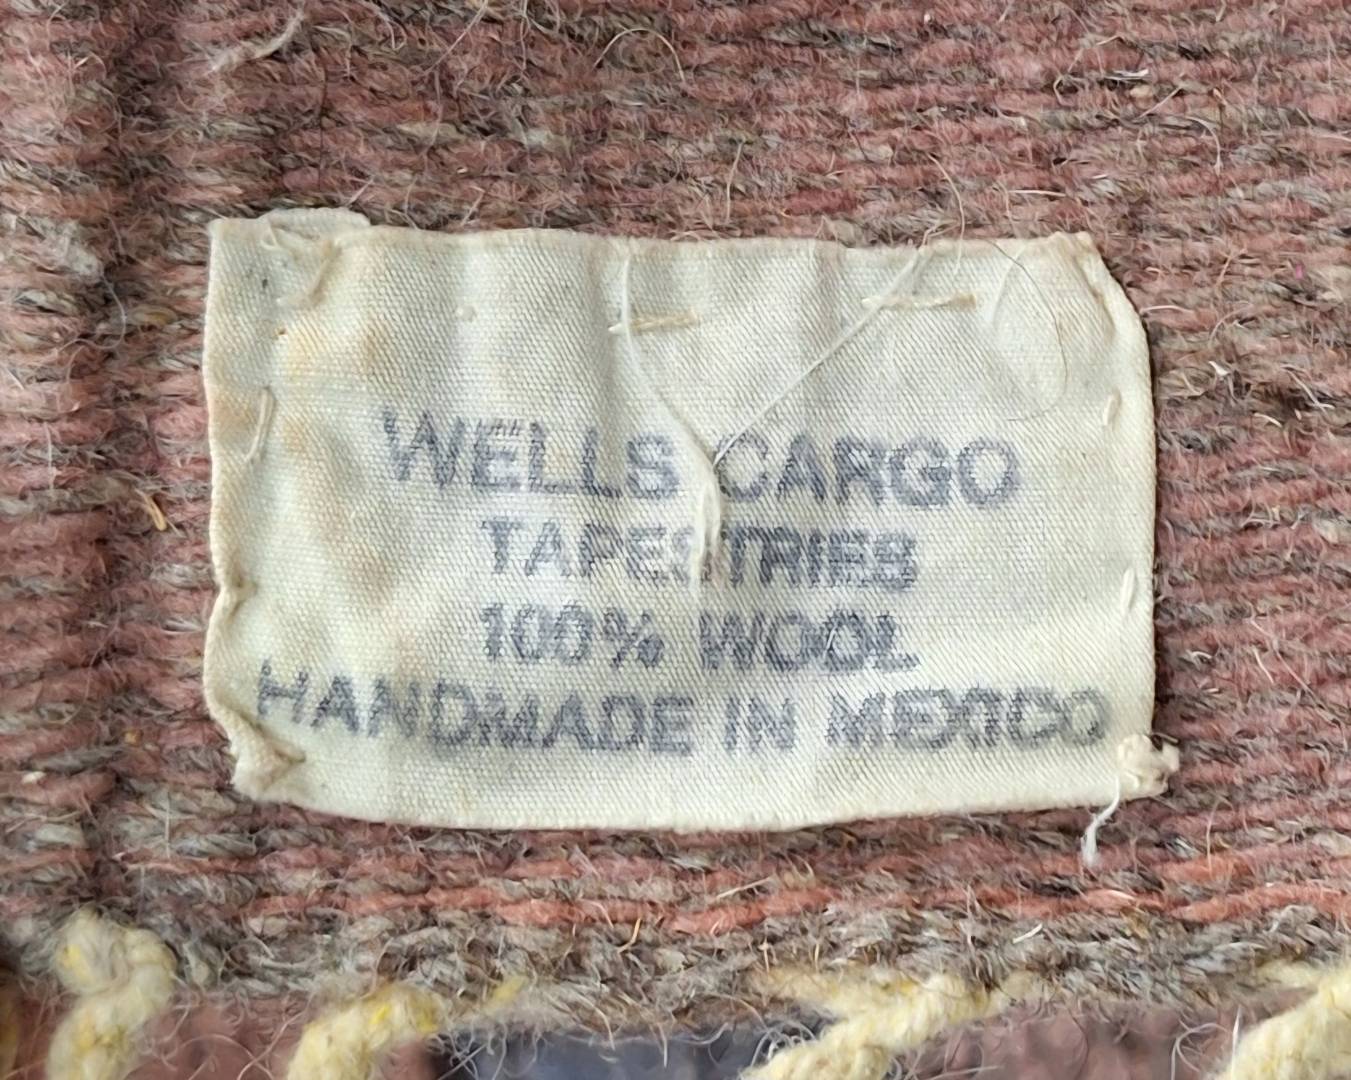 WELLS CARGO
TAPESTRIES
100% WOOL
HANDMADE IN MEXICO